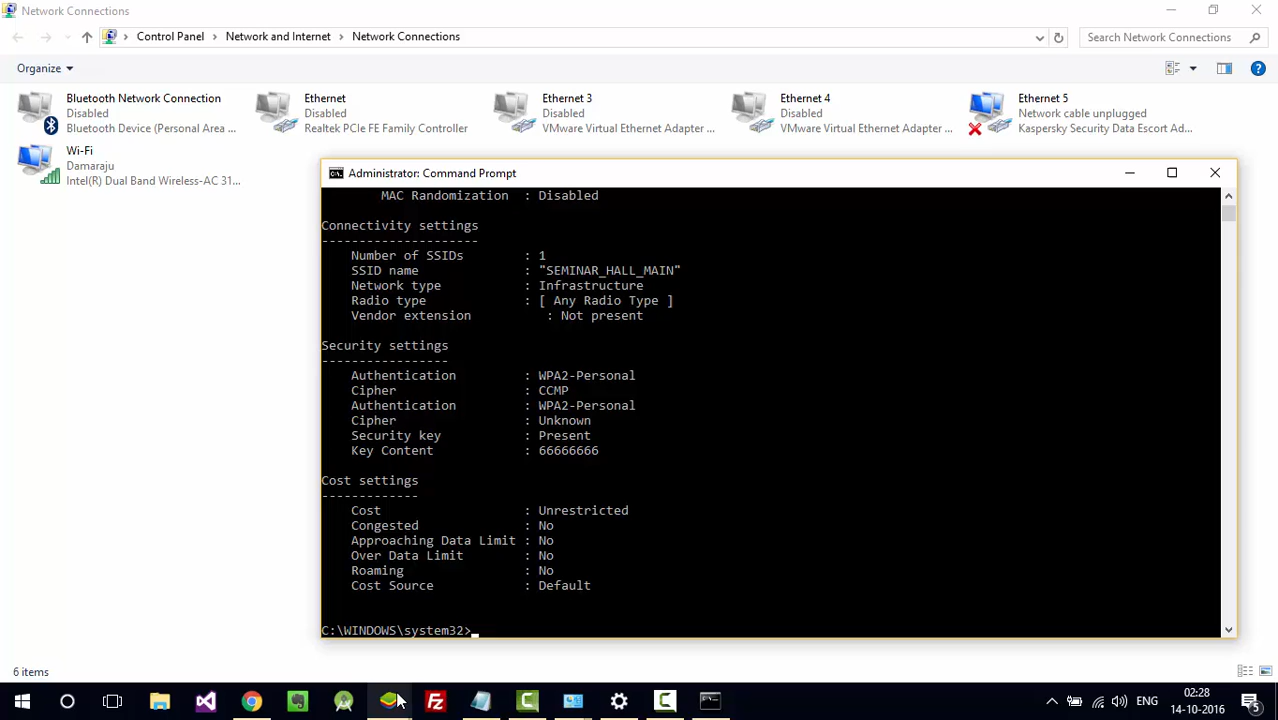 Network Connections
Control Panel > Network and Internet > Network Connections
Search Network Connections
Organize
Bluetooth Network Connection
Disabled
Bluetooth Device (Personal Area ...
Ethernet
Disabled
Realtek PCIe FE Family Controller
Ethernet 3
Disabled
VMware Virtual Ethernet Adapter ...
Ethernet 4
Disabled
VMware Virtual Ethernet Adapter ...
Ethernet 5
Network cable unplugged
Kaspersky Security Data Escort Ad...
Wi-Fi
Damaraju
Intel(R) Dual Band Wireless-AC 31...
Administrator: Command Prompt
MAC Randomization : Disabled
Connectivity settings
---------------------
Number of SSIDs : 1
SSID name : "SEMINAR_HALL_MAIN"
Network type : Infrastructure
Radio type : [ Any Radio Type ]
Vendor extension : Not present
Security settings
-----------------
Authentication : WPA2-Personal
Cipher : CCMP
Authentication : WPA2-Personal
Cipher : Unknown
Security key : Present
Key Content : 66666666
Cost settings
-------------
Cost : Unrestricted
Congested : No
Approaching Data Limit : No
Over Data Limit : No
Roaming : No
Cost Source : Default
C:\WINDOWS\system32>
6 items
ENG
02:28
14-10-2016
5